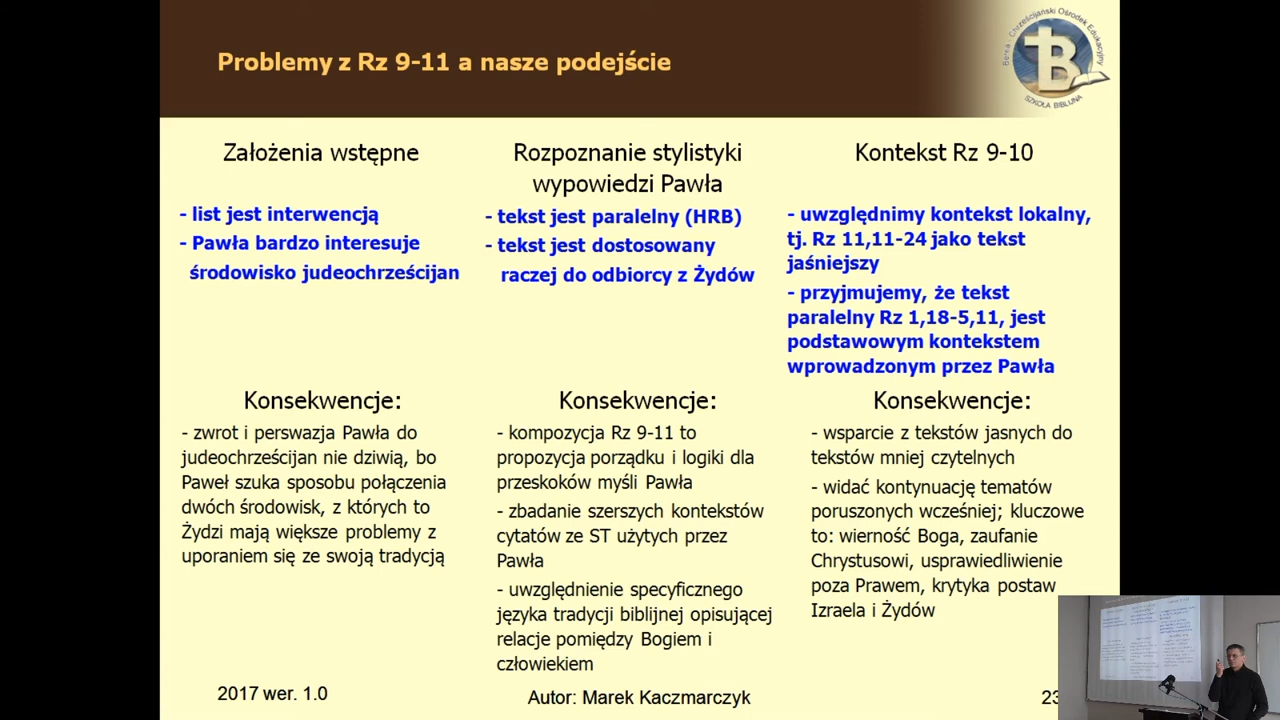 Problemy z Rz 9-11 a nasze podejście
Chrześcijański Ośrodek Edukacyjny
SZKOŁA BIBLIJNA
Założenia wstępne
- list jest interwencją
- Pawła bardzo interesuje
środowisko judeochrześcijan
Konsekwencje:
- zwrot i perswazja Pawła do
judeochrześcijan nie dziwią, bo
Paweł szuka sposobu połączenia
dwóch środowisk, z których to
Żydzi mają większe problemy z
uporaniem się ze swoją tradycją
Rozpoznanie stylistyki
wypowiedzi Pawła
- tekst jest paralelny (HRB)
- tekst jest dostosowany
raczej do odbiorcy z Żydów
Konsekwencje:
- kompozycja Rz 9-11 to
propozycja porządku i logiki dla
przeskoków myśli Pawła
- zbadanie szerszych kontekstów
cytatów ze ST użytych przez
Pawła
- uwzględnienie specyficznego
języka tradycji biblijnej opisującej
relacje pomiędzy Bogiem i
człowiekiem
Kontekst Rz 9-10
- uwzględnimy kontekst lokalny,
tj. Rz 11,11-24 jako tekst
jaśniejszy
- przyjmujemy, że tekst
paralelny Rz 1,18-5,11, jest
podstawowym kontekstem
wprowadzonym przez Pawła
Konsekwencje:
- wsparcie z tekstów jasnych do
tekstów mniej czytelnych
- widać kontynuację tematów
poruszonych wcześniej; kluczowe
to: wierność Boga, zaufanie
Chrystusowi, usprawiedliwienie
poza Prawem, krytyka postaw
Izraela i Żydów
2017 wer. 1.0
Autor: Marek Kaczmarczyk
23